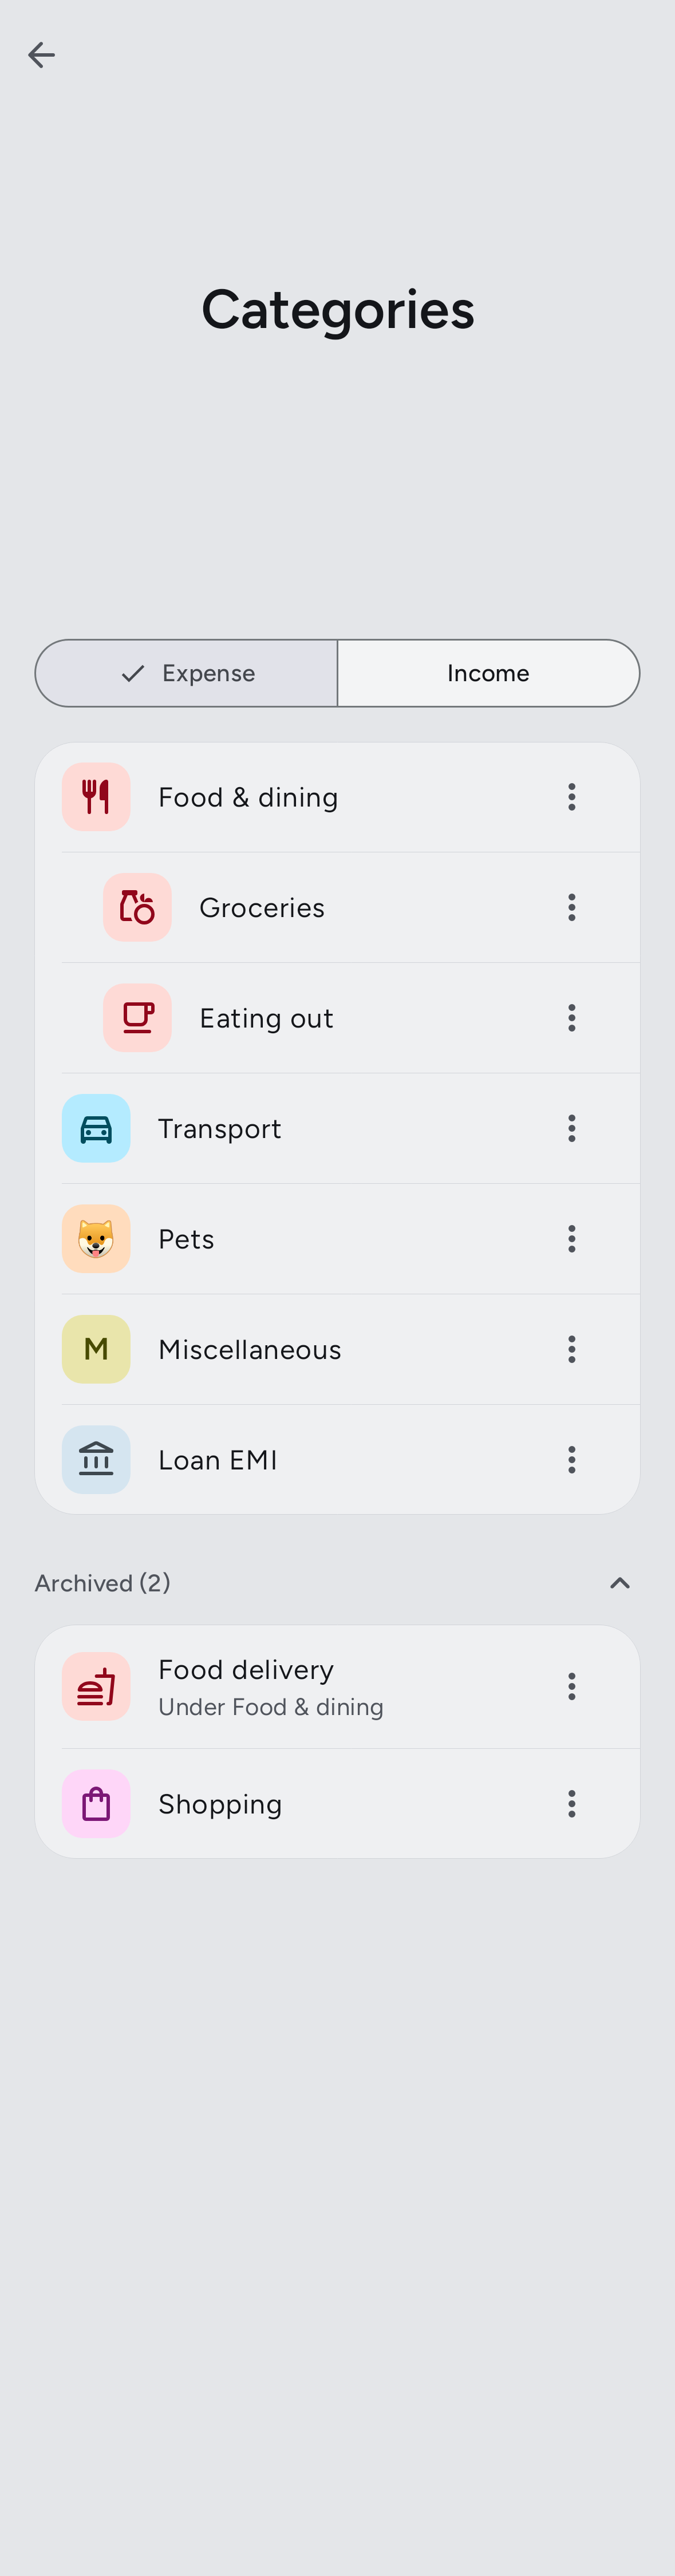 Categories
Expense
Income
Food & dining
Groceries
Eating out
Transport
Pets
M
Miscellaneous
Loan EMI
Archived (2)
Food delivery
Under Food & dining
Shopping